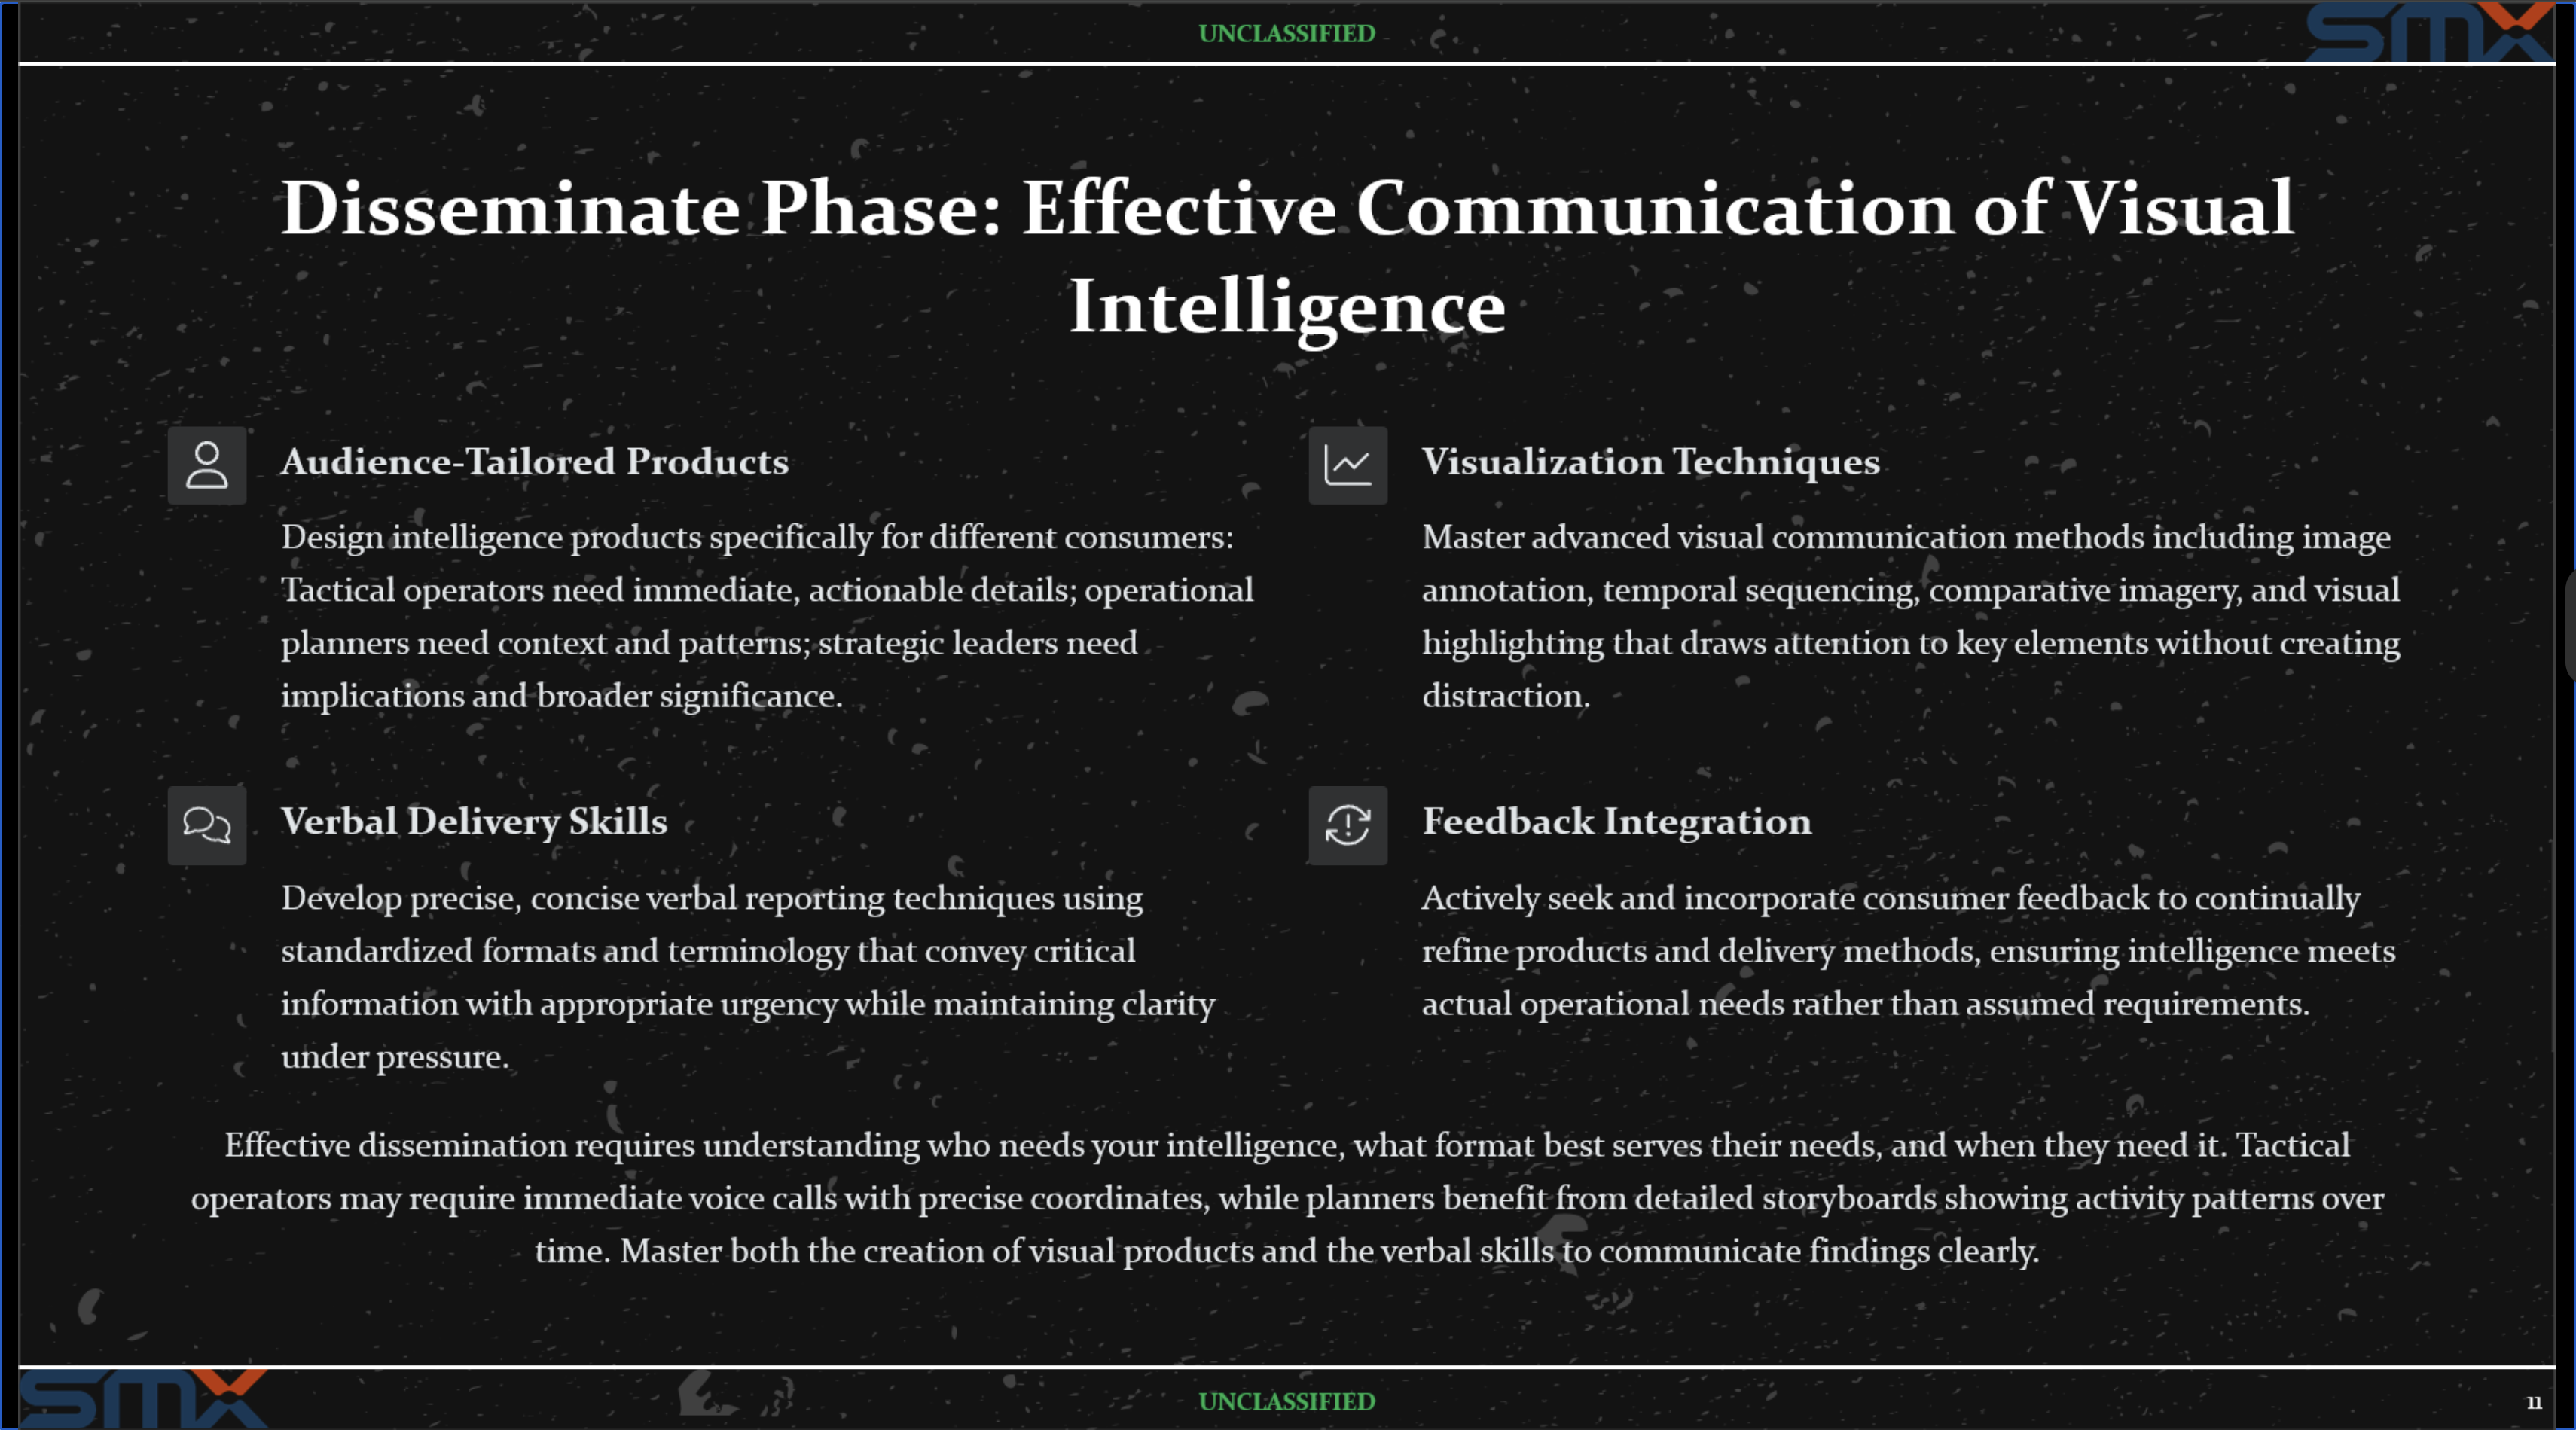 UNCLASSIFIED
SMX
Disseminate Phase: Effective Communication of Visual
Intelligence
Audience-Tailored Products
Design intelligence products specifically for different consumers:
Tactical operators need immediate, actionable details; operational
planners need context and patterns; strategic leaders need
implications and broader significance.
Visualization Techniques
Master advanced visual communication methods including image
annotation, temporal sequencing, comparative imagery, and visual
highlighting that draws attention to key elements without creating
distraction.
Verbal Delivery Skills
Develop precise, concise verbal reporting techniques using
standardized formats and terminology that convey critical
information with appropriate urgency while maintaining clarity
under pressure.
Feedback Integration
Actively seek and incorporate consumer feedback to continually
refine products and delivery methods, ensuring intelligence meets
actual operational needs rather than assumed requirements.
Effective dissemination requires understanding who needs your intelligence, what format best serves their needs, and when they need it. Tactical
operators may require immediate voice calls with precise coordinates, while planners benefit from detailed storyboards showing activity patterns over
time. Master both the creation of visual products and the verbal skills to communicate findings clearly.
SMX
UNCLASSIFIED
11